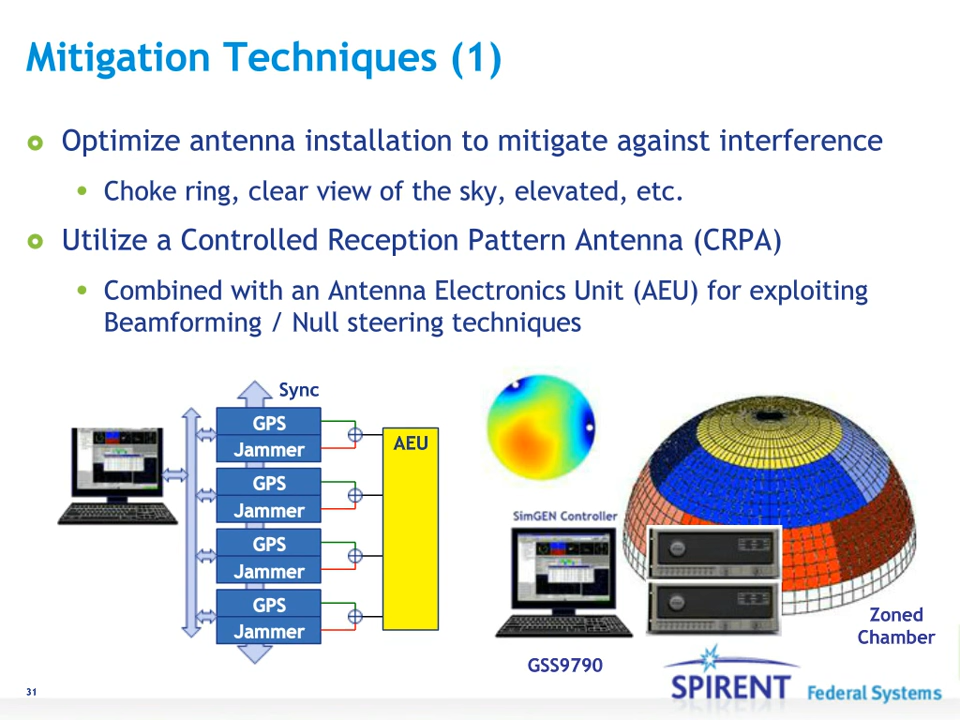 Mitigation Techniques (1)
Optimize antenna installation to mitigate against interference
Choke ring, clear view of the sky, elevated, etc.
Utilize a Controlled Reception Pattern Antenna (CRPA)
Combined with an Antenna Electronics Unit (AEU) for exploiting
Beamforming / Null steering techniques
Sync
GPS
Jammer
GPS
Jammer
GPS
Jammer
GPS
Jammer
AEU
SimGEN Controller
GSS9790
Zoned
Chamber
31
SPIRENT Federal Systems